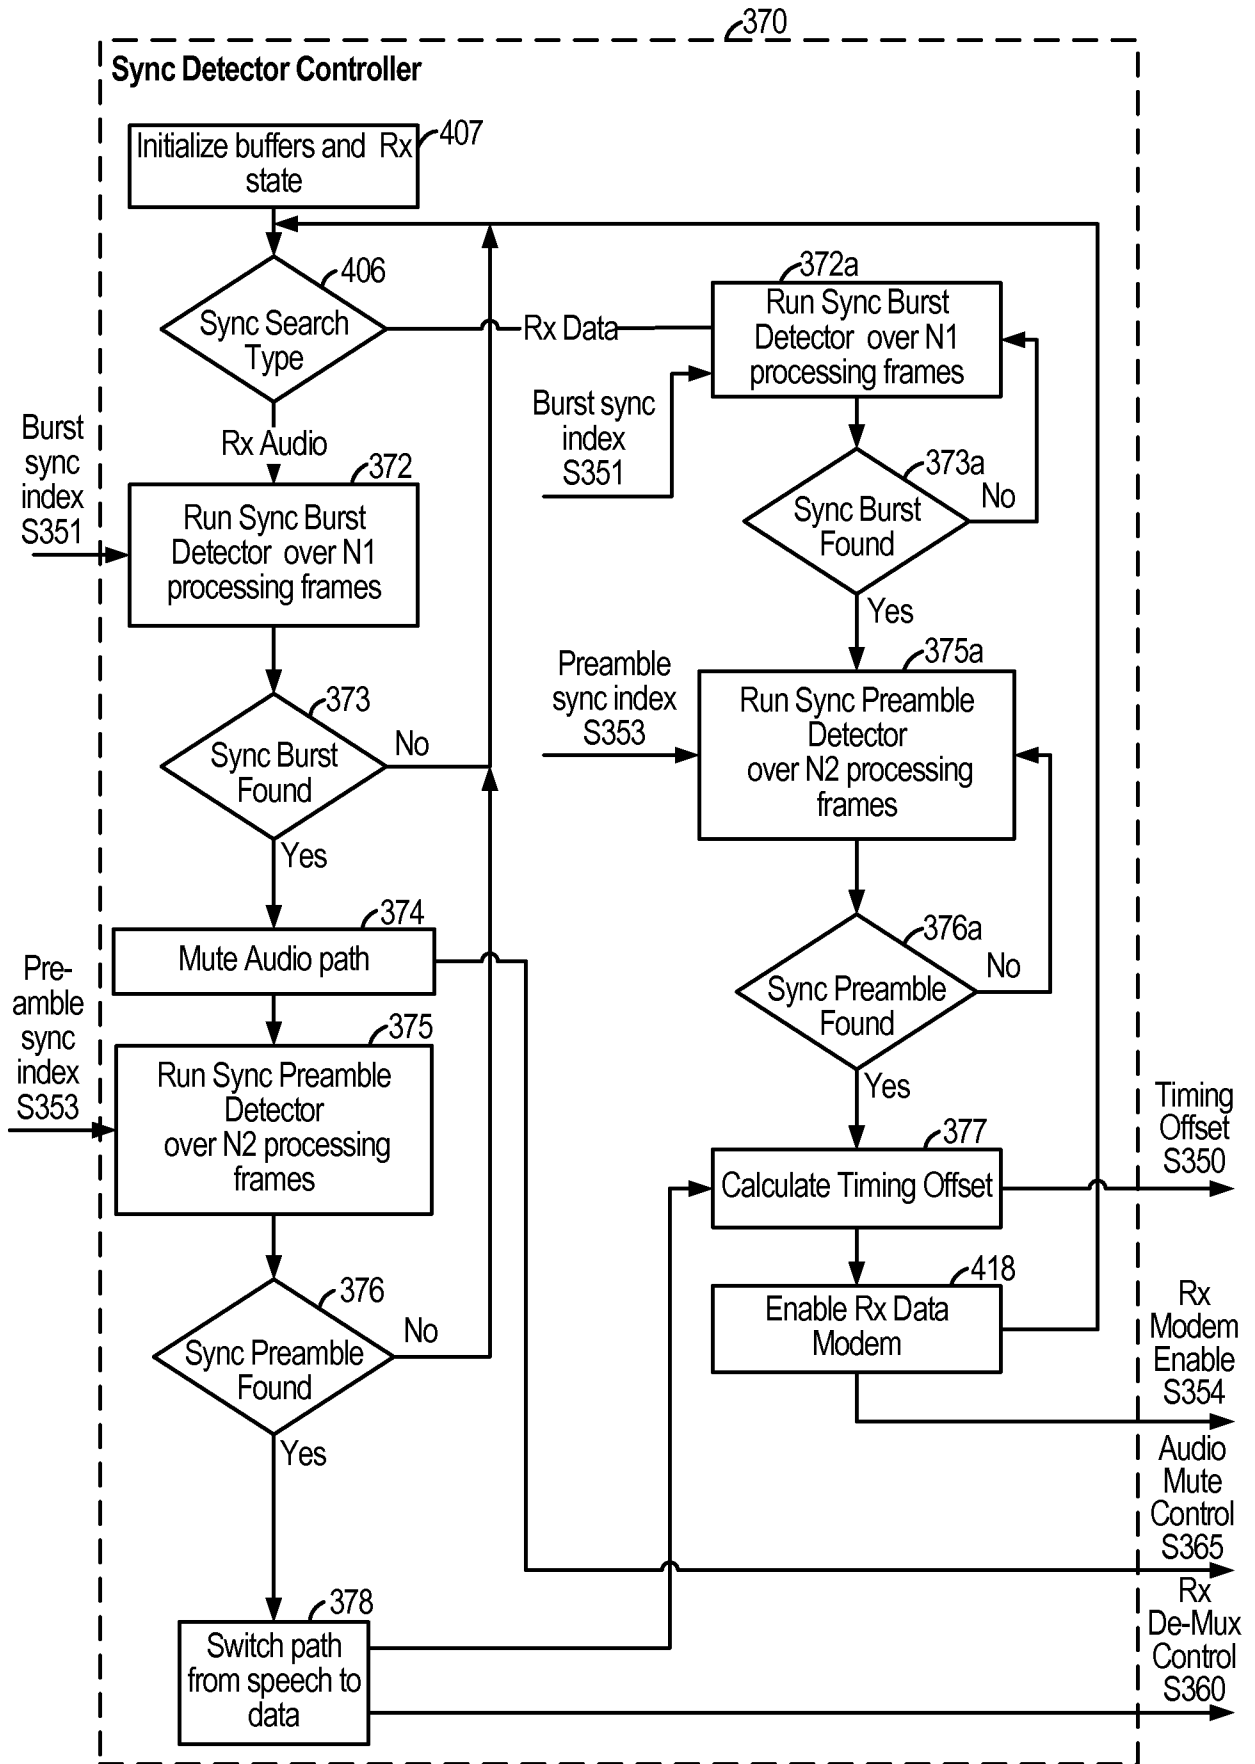 370
Sync Detector Controller
407
Initialize buffers and Rx
state
406
Sync Search
Type
Rx Data
372a
Run Sync Burst
Detector over N1
processing frames
Burst sync
index
S351
373a
Sync Burst
Found
No
Yes
Rx Audio
Burst
sync
index
S351
372
Run Sync Burst
Detector over N1
processing frames
373
Sync Burst
Found
No
Yes
Preamble
sync index
S353
375a
Run Sync Preamble
Detector
over N2 processing
frames
374
Mute Audio path
376a
Sync Preamble
Found
No
Yes
Pre-
amble
sync
index
S353
375
Run Sync Preamble
Detector
over N2 processing
frames
377
Calculate Timing Offset
Timing
Offset
S350
376
Sync Preamble
Found
No
Yes
418
Enable Rx Data
Modem
Rx
Modem
Enable
S354
Audio
Mute
Control
S365
378
Switch path
from speech to
data
Rx
De-Mux
Control
S360